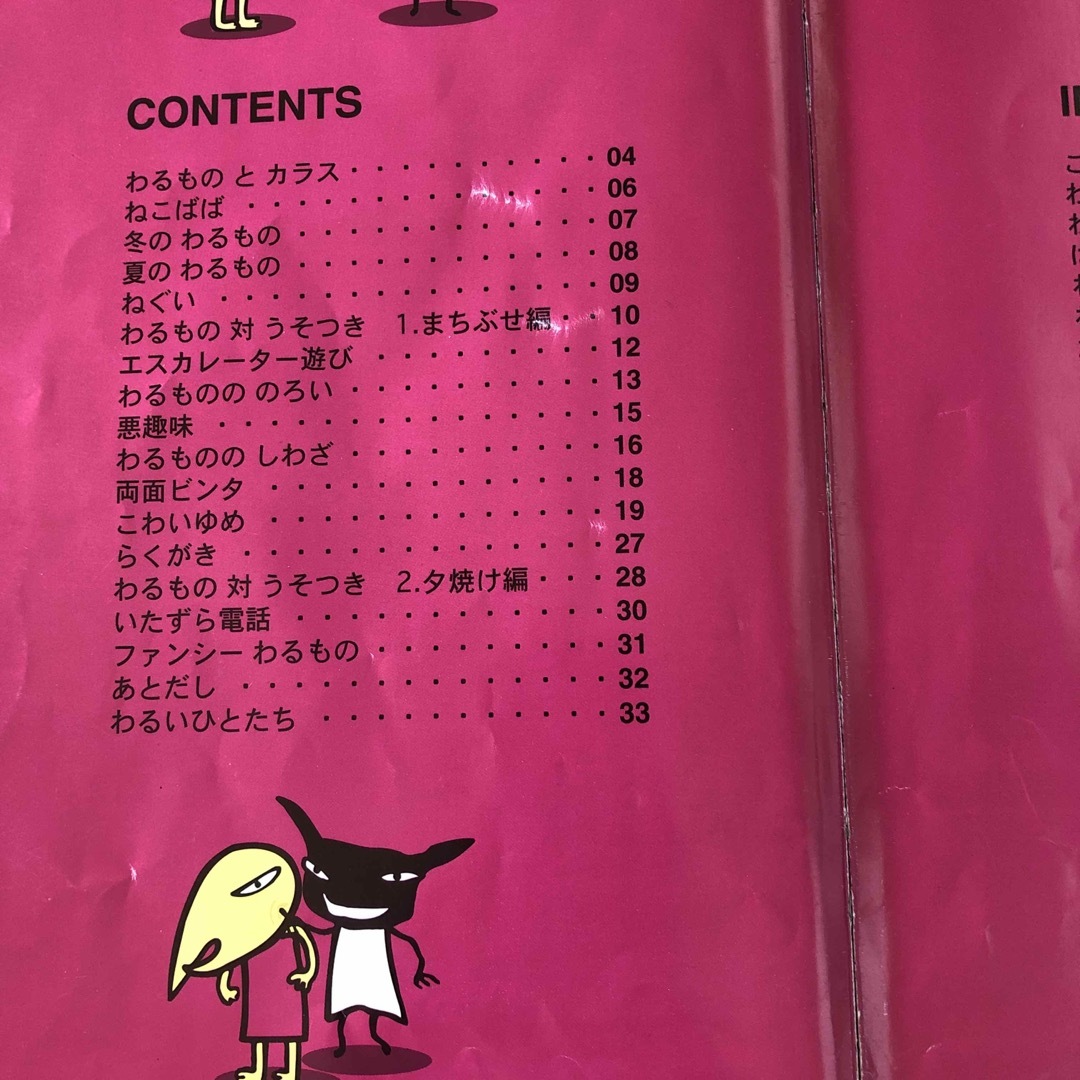 CONTENTS
わるもの と カラス・・・・・・・・・・04
ねこばば ・・・・・・・・・・・・・・06
冬の わるもの ・・・・・・・・・・・・07
夏の わるもの ・・・・・・・・・・・・08
ねぐい ・・・・・・・・・・・・・・・09
わるもの 対 うそつき　1.まちぶせ編・・10
エスカレーター遊び ・・・・・・・・・12
わるものの のろい ・・・・・・・・・・13
悪趣味 ・・・・・・・・・・・・・・・15
わるものの しわざ ・・・・・・・・・・16
両面ビンタ ・・・・・・・・・・・・・18
こわいゆめ ・・・・・・・・・・・・・19
らくがき ・・・・・・・・・・・・・・27
わるもの 対 うそつき　2.夕焼け編・・・28
いたずら電話 ・・・・・・・・・・・・30
ファンシー わるもの ・・・・・・・・・31
あとだし ・・・・・・・・・・・・・・32
わるいひとたち ・・・・・・・・・・・33